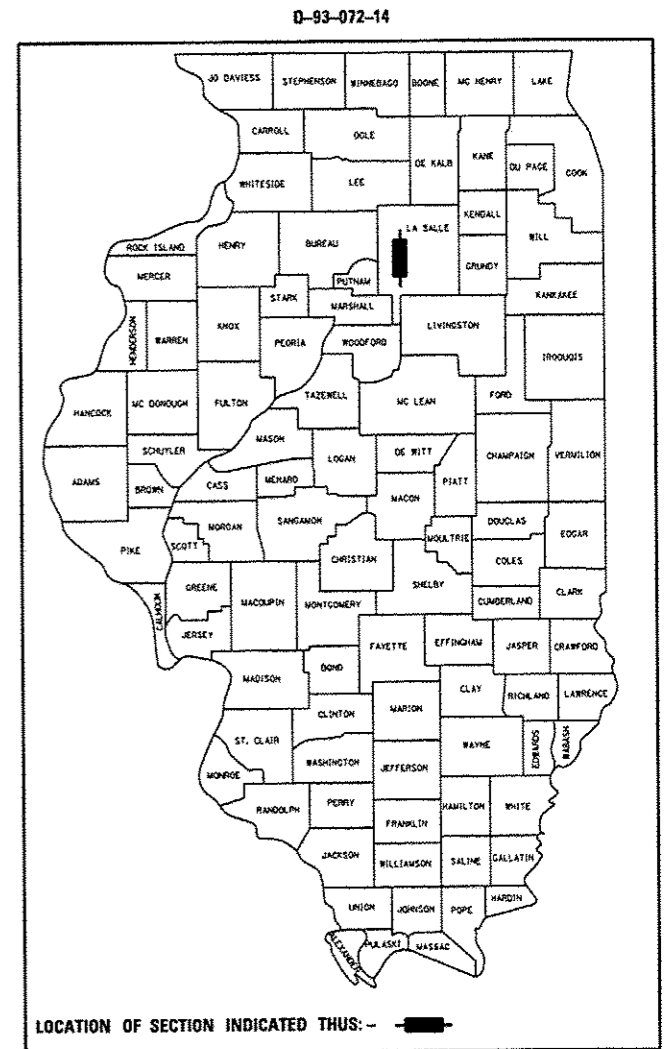 D-93-072-14
JO DAVIESS STEPHENSON WINNEBAGO BOONE MC HENRY LAKE
CARROLL OGLE DE KALB KANE DU PAGE COOK
WHITESIDE LEE
KENDALL
ROCK ISLAND HENRY BUREAU LA SALLE WILL
GRUNDY
MERCER PUTNAM KANKAKEE
STARK MARSHALL
HENDERSON WARREN KNOX PEORIA WOODFORD LIVINGSTON IROQUOIS
HANCOCK MC DONOUGH FULTON TAZEWELL MC LEAN FORD
MASON
SCHUYLER LOGAN DE WITT CHAMPAIGN VERMILION
ADAMS BROWN CASS MENARD PIATT
MACON
MORGAN SANGAMON DOUGLAS
PIKE SCOTT CHRISTIAN MOULTRIE COLES EDGAR
SHELBY
CALHOUN GREENE MACOUPIN MONTGOMERY CUMBERLAND CLARK
JERSEY FAYETTE EFFINGHAM JASPER CRAWFORD
MADISON BOND
CLAY RICHLAND LAWRENCE
CLINTON MARION
ST. CLAIR WAYNE EDWARDS WABASH
WASHINGTON JEFFERSON
MONROE
RANDOLPH PERRY HAMILTON WHITE
FRANKLIN
JACKSON WILLIAMSON SALINE GALLATIN
UNION JOHNSON POPE HARDIN
ALEXANDER PULASKI MASSAC
LOCATION OF SECTION INDICATED THUS: -